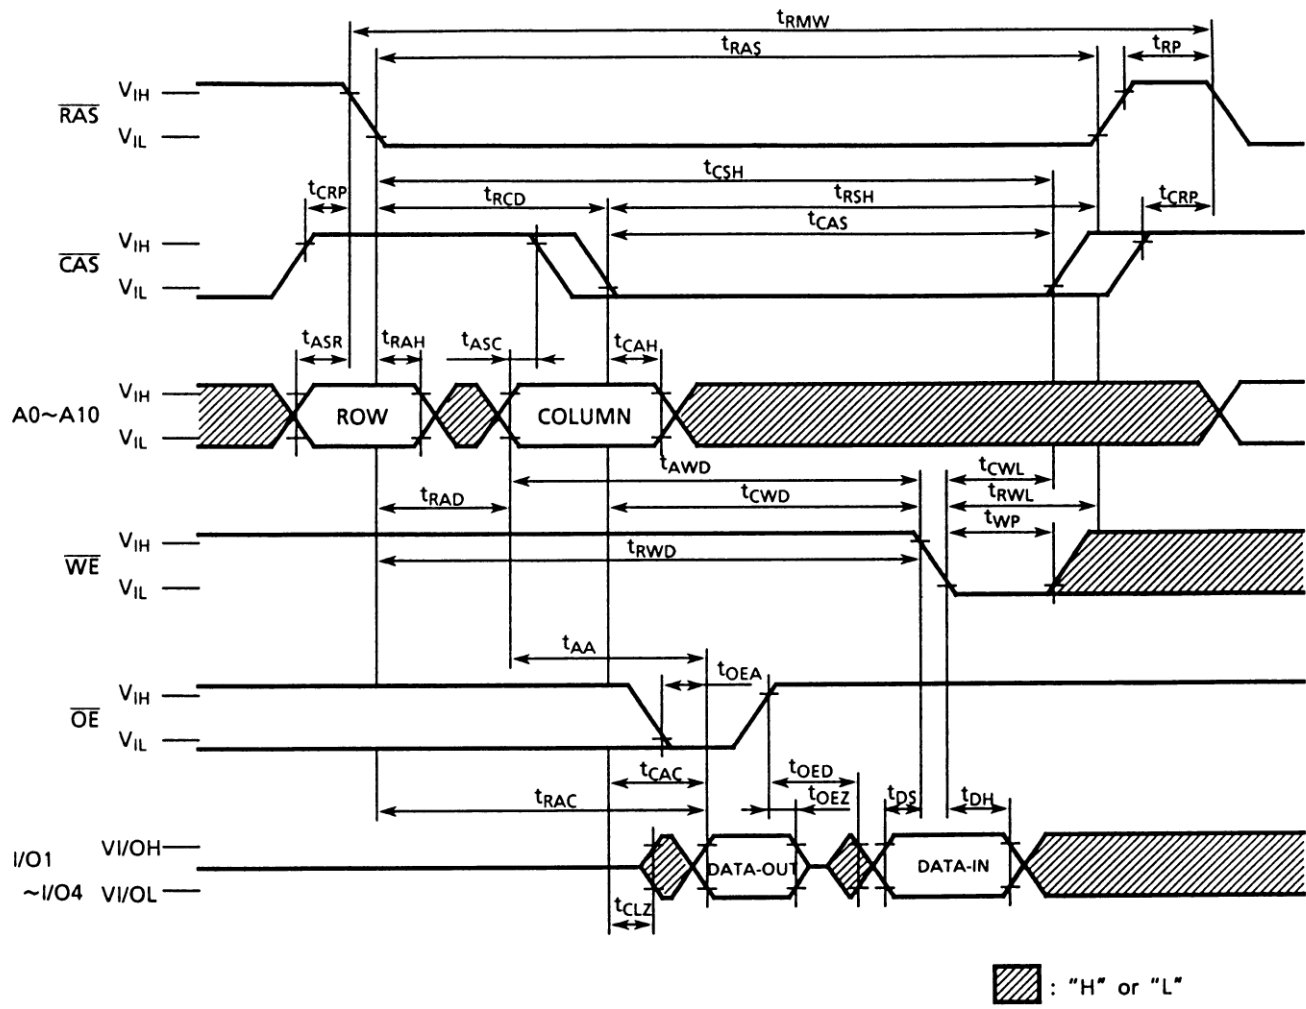 tRMW
tRAS
tRP
RAS
VIH
VIL
tCSH
tCRP
tRCD
tRSH
tCRP
tCAS
CAS
VIH
VIL
tASR
tRAH
tASC
tCAH
A0~A10
VIH
VIL
ROW
COLUMN
tAWD
tCWL
tRAD
tCWD
tRWL
tWP
WE
VIH
VIL
tRWD
tAA
tOEA
OE
VIH
VIL
tCAC
tOED
tRAC
tOEZ
tDS
tDH
I/O1
~I/O4
VI/OH
VI/OL
DATA-OUT
DATA-IN
tCLZ
: "H" or "L"